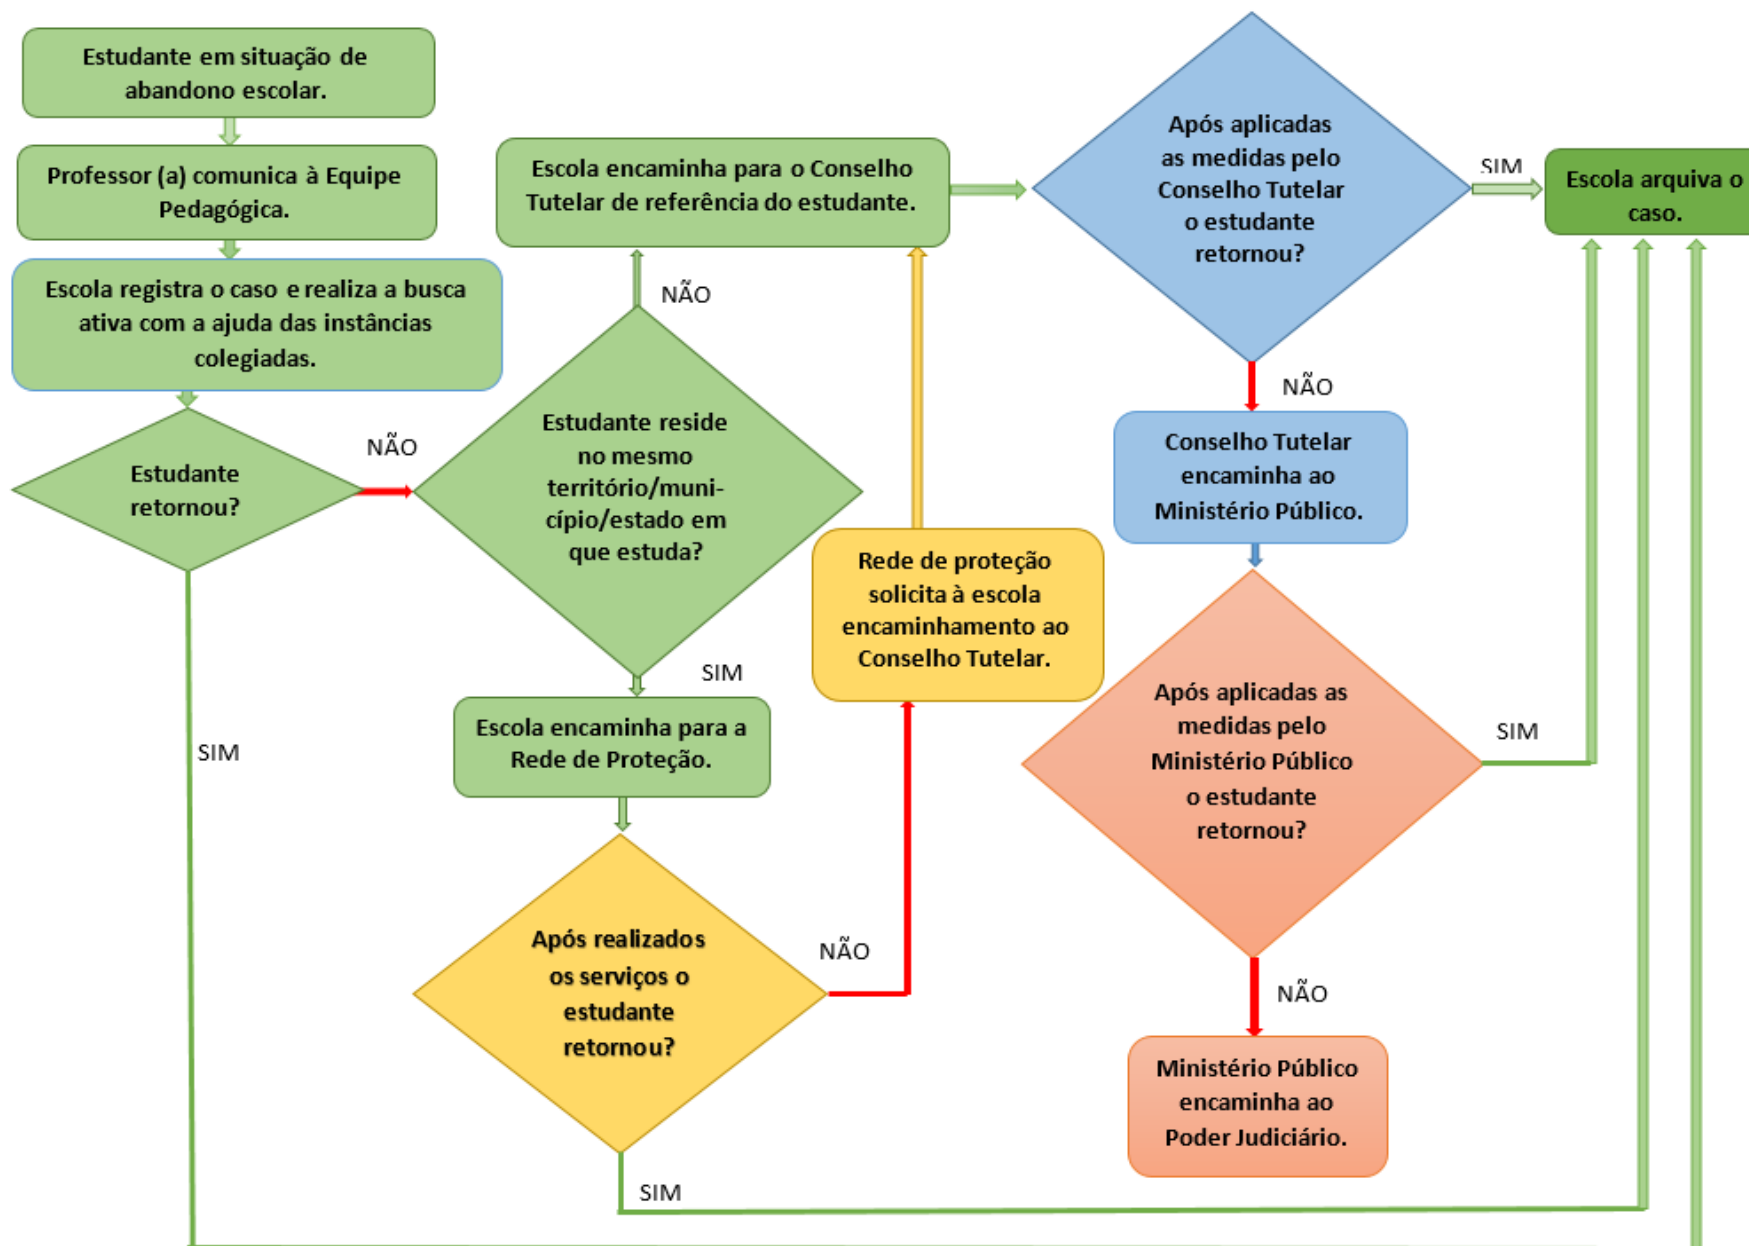 Estudante em situação de
abandono escolar.
Professor (a) comunica à Equipe
Pedagógica.
Escola registra o caso e realiza a busca
ativa com a ajuda das instâncias
colegiadas.
Estudante
retornou?
NÃO
SIM
Estudante reside
no mesmo
território/muni-
cípio/estado em
que estuda?
NÃO
SIM
Escola encaminha para o Conselho
Tutelar de referência do estudante.
Escola encaminha para a
Rede de Proteção.
Após realizados
os serviços o
estudante
retornou?
NÃO
SIM
Rede de proteção
solicita à escola
encaminhamento ao
Conselho Tutelar.
Após aplicadas
as medidas pelo
Conselho Tutelar
o estudante
retornou?
SIM
NÃO
Escola arquiva o
caso.
Conselho Tutelar
encaminha ao
Ministério Público.
Após aplicadas as
medidas pelo
Ministério Público
o estudante
retornou?
SIM
NÃO
Ministério Público
encaminha ao
Poder Judiciário.